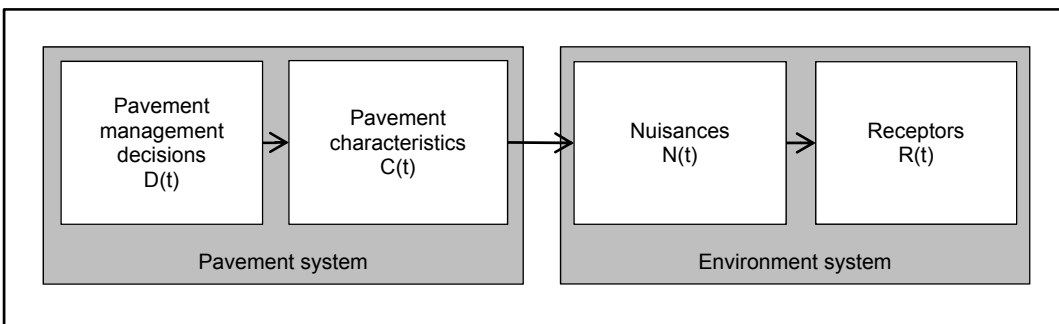 Pavement
management
decisions
D(t)
Pavement
characteristics
C(t)
Nuisances
N(t)
Receptors
R(t)
Pavement system
Environment system